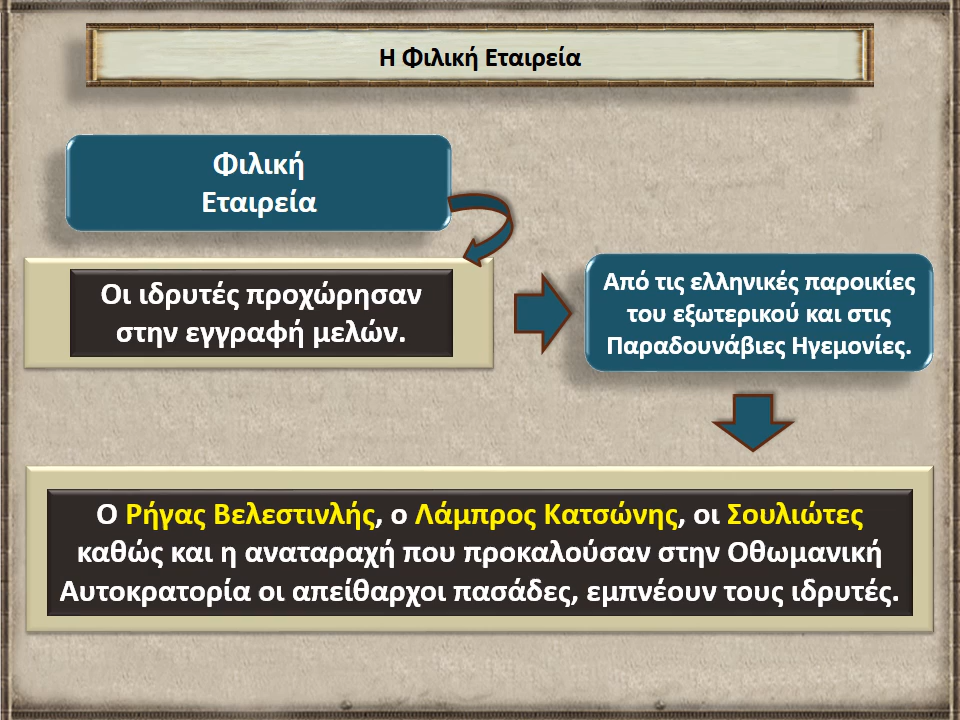 Η Φιλική Εταιρεία
Φιλική
Εταιρεία
Οι ιδρυτές προχώρησαν
στην εγγραφή μελών.
Από τις ελληνικές παροικίες
του εξωτερικού και στις
Παραδουνάβιες Ηγεμονίες.
Ο Ρήγας Βελεστινλής, ο Λάμπρος Κατσώνης, οι Σουλιώτες
καθώς και η αναταραχή που προκαλούσαν στην Οθωμανική
Αυτοκρατορία οι απείθαρχοι πασάδες, εμπνέουν τους ιδρυτές.